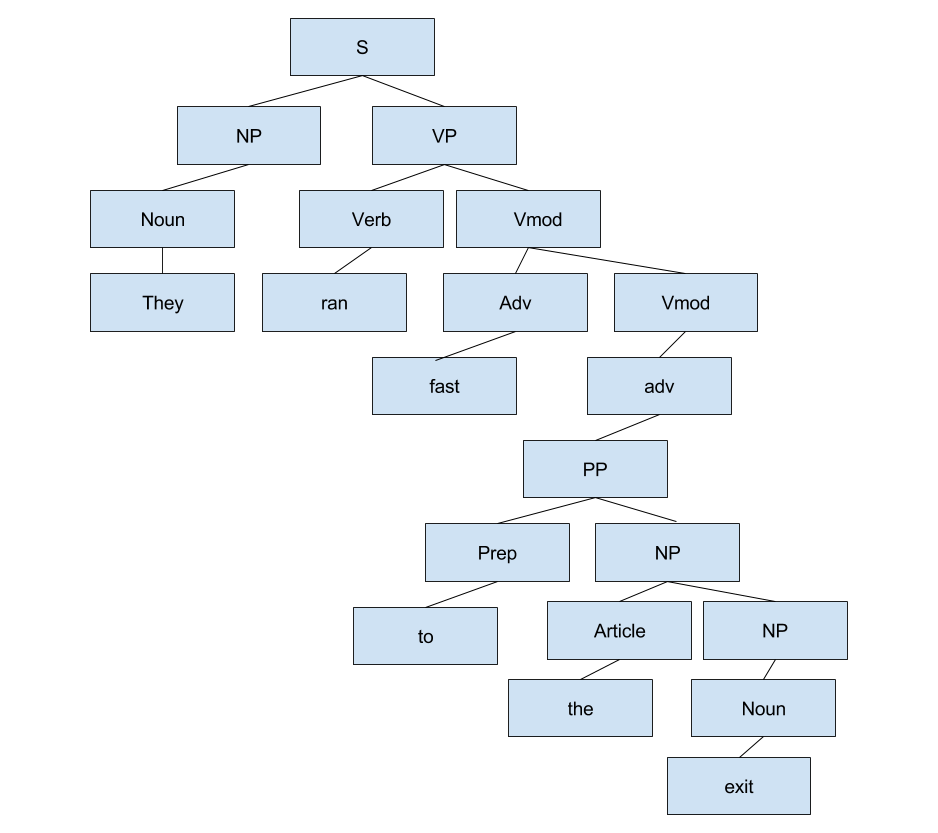 S
NP VP
Noun Verb Vmod
They ran Adv Vmod
fast adv
PP
Prep NP
to Article NP
the Noun
exit